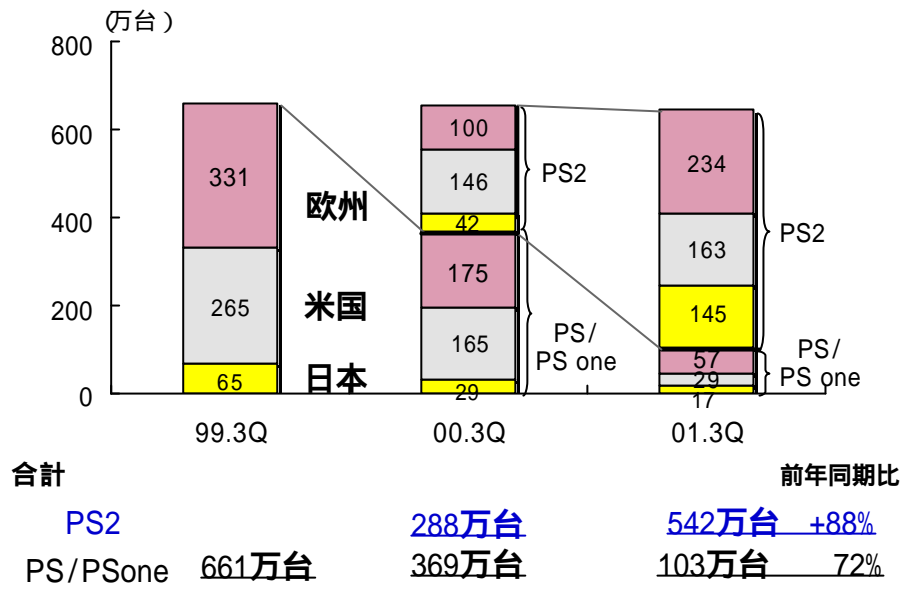 (万台)
800
600
400
200
0
331
265
65
欧州
米国
日本
100
146
42
175
165
29
PS2
PS/
PS one
234
163
145
57
29
17
PS2
PS/
PS one
99.3Q
00.3Q
01.3Q
合計
前年同期比
PS2
288万台
542万台
+88%
PS/PSone
661万台
369万台
103万台
72%